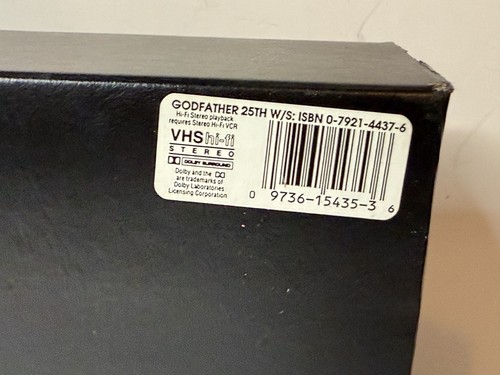 GODFATHER 25TH W/S: ISBN 0-7921-4437-6
Hi-Fi Stereo playback
requires Stereo Hi-Fi VCR
VHS hi-fi
STEREO
DOLBY SURROUND
Dolby and the
are trademarks of
Dolby Laboratories
Licensing Corporation
0 9736-15435-3 6